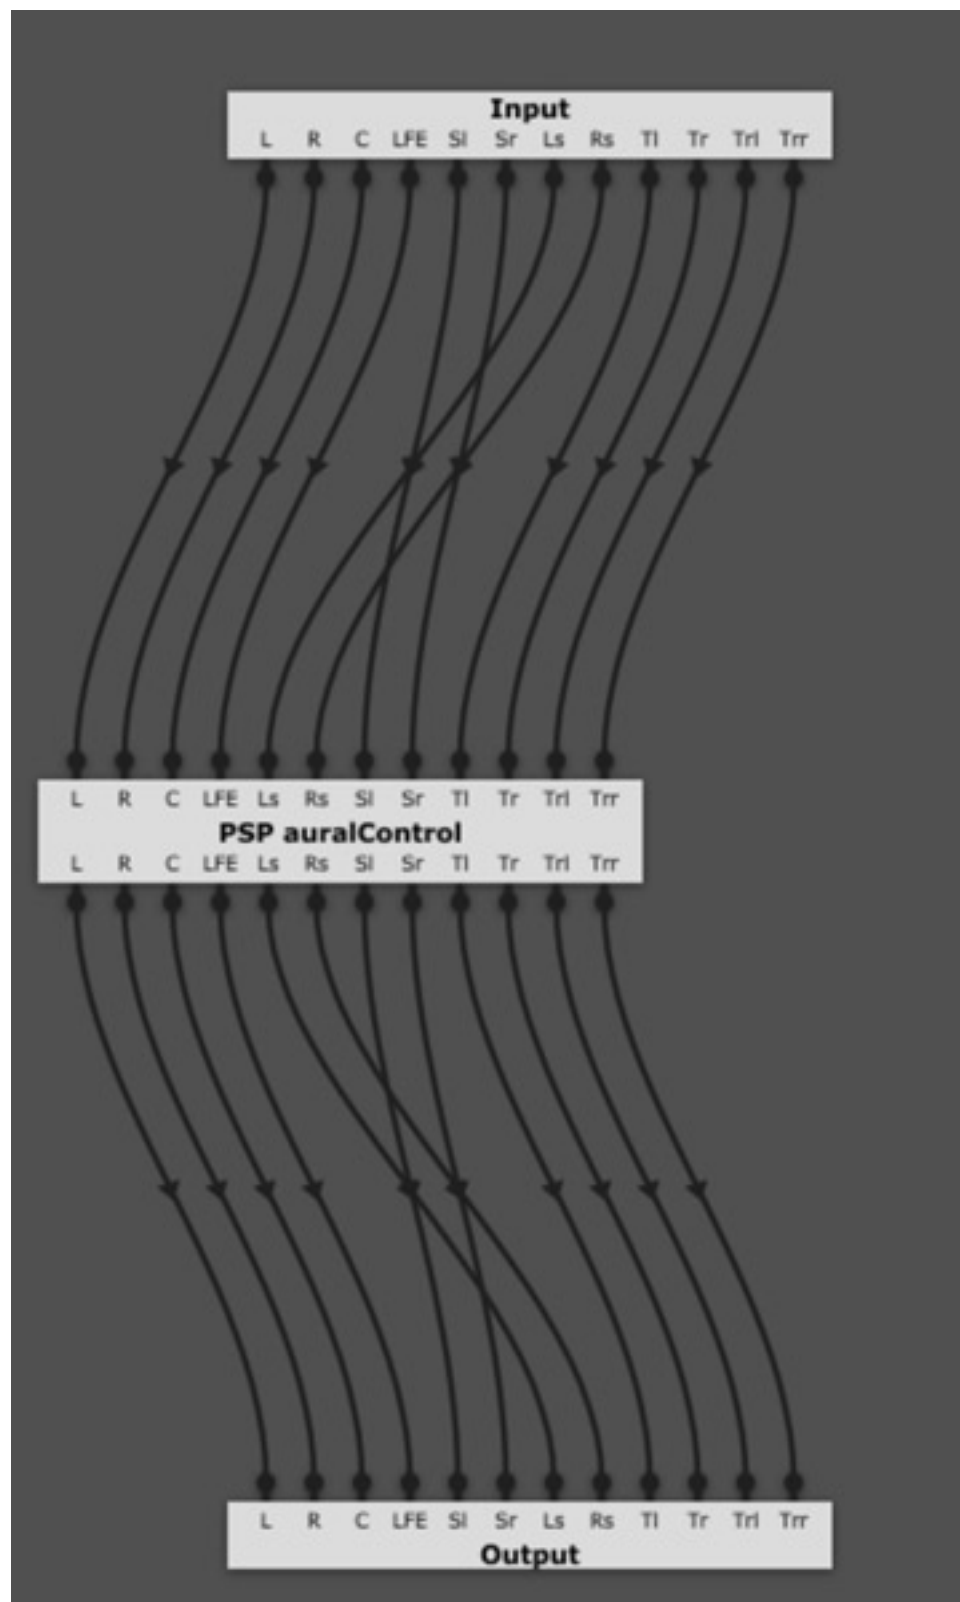 Input
L R C LFE Sl Sr Ls Rs Tl Tr Trl Trr
L R C LFE Ls Rs Sl Sr Tl Tr Trl Trr
PSP auralControl
L R C LFE Ls Rs Sl Sr Tl Tr Trl Trr
L R C LFE Sl Sr Ls Rs Tl Tr Trl Trr
Output